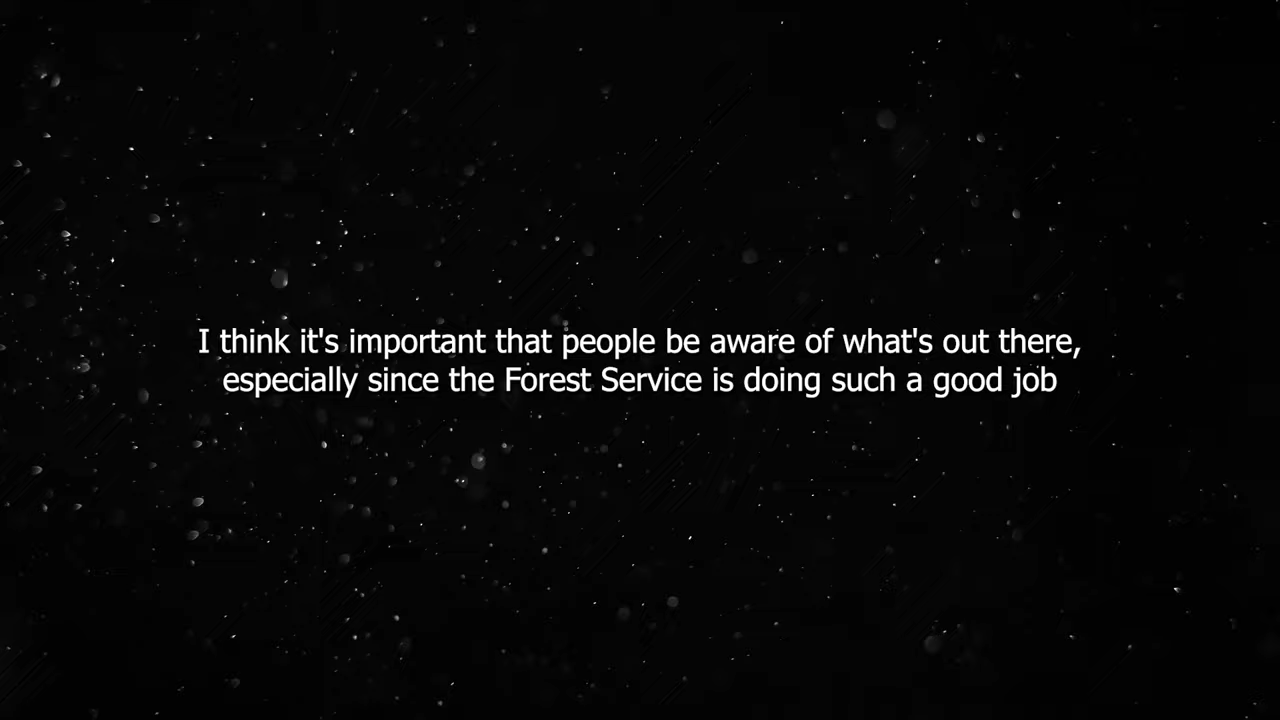 I think it's important that people be aware of what's out there,
especially since the Forest Service is doing such a good job